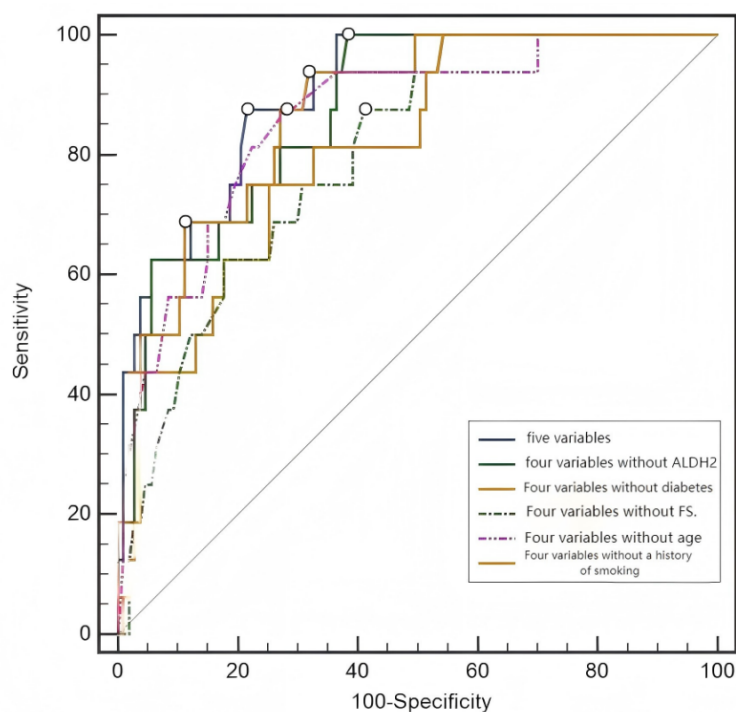 100
80
60
40
20
0
Sensitivity
0
20
40
60
80
100
100-Specificity
five variables
four variables without ALDH2
Four variables without diabetes
Four variables without FS.
Four variables without age
Four variables without a history
of smoking